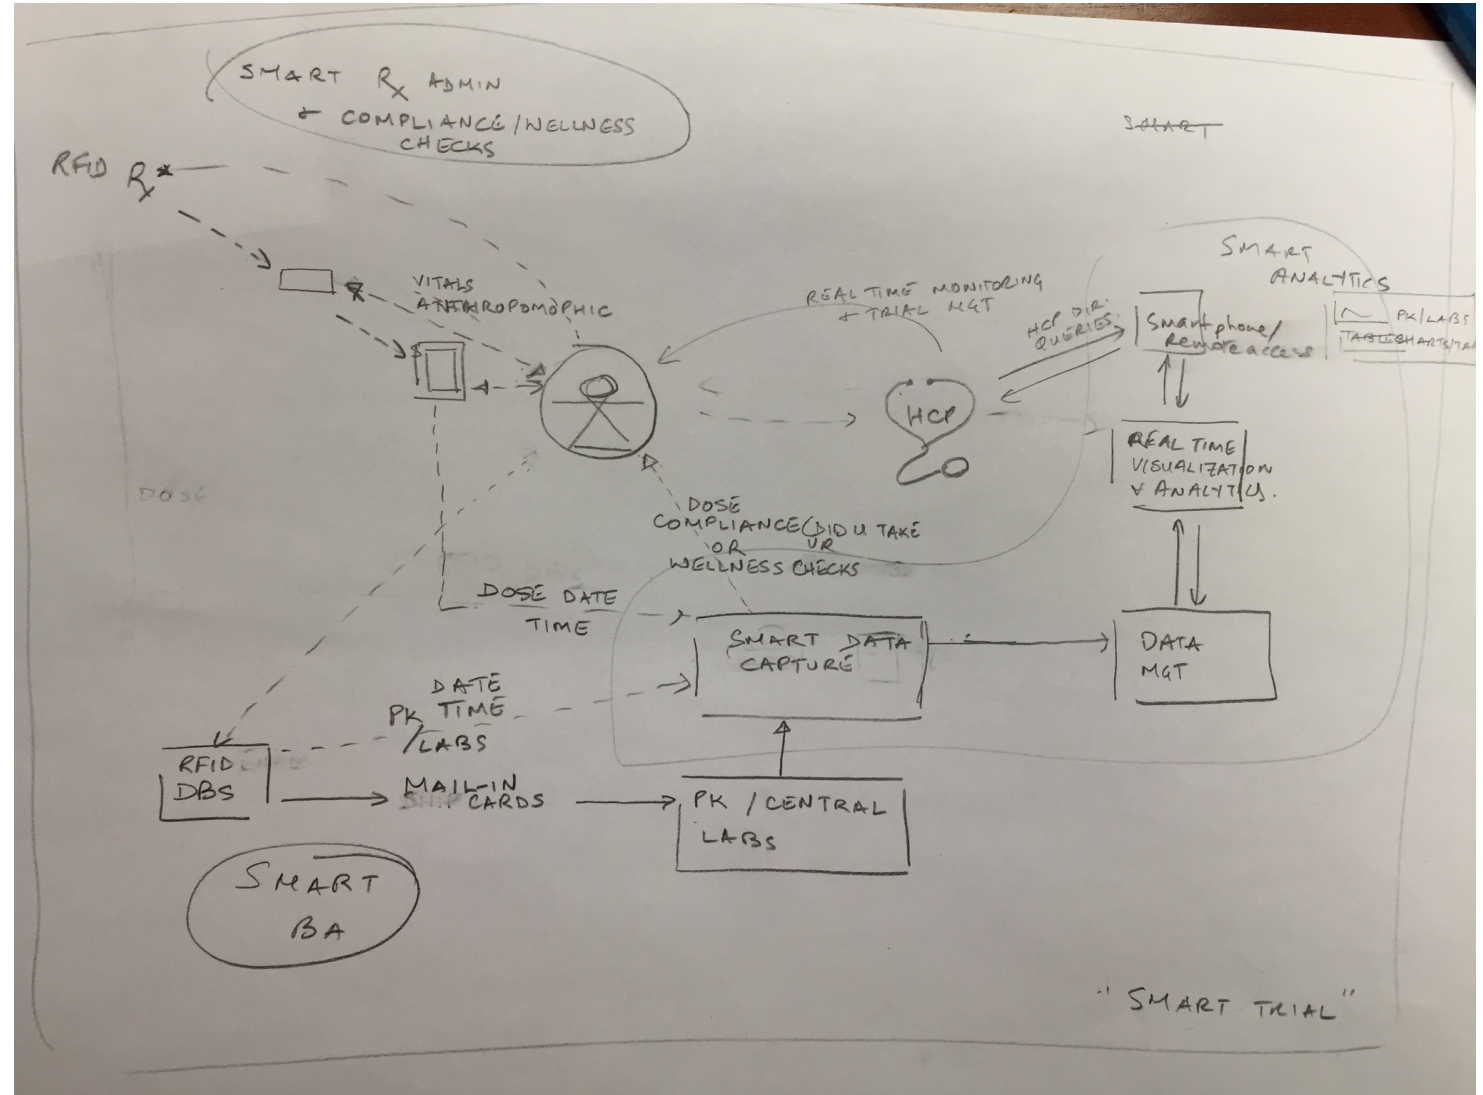 SMART Rx ADMIN
+ COMPLIANCE/WELLNESS
CHECKS
SMART
RFID Rx*
SMART
ANALYTICS
VITALS
ANTHROPOMOPHIC
REAL TIME MONITORING
+ TRIAL MGT
HCP DIR.
QUERIES.
Smartphone/
Remote access
PK/LABS
HCP
REAL TIME
VISUALIZATION
+ ANALYTICS.
DOSE
DOSE
COMPLIANCE (DID U TAKE
OR UR
WELLNESS CHECKS
DOSE DATE
TIME
SMART DATA
CAPTURE
DATA
MGT
DATE
PK TIME
/LABS
RFID
DBS
MAIL-IN
CARDS
PK / CENTRAL
LABS
SMART
BA
"SMART TRIAL"